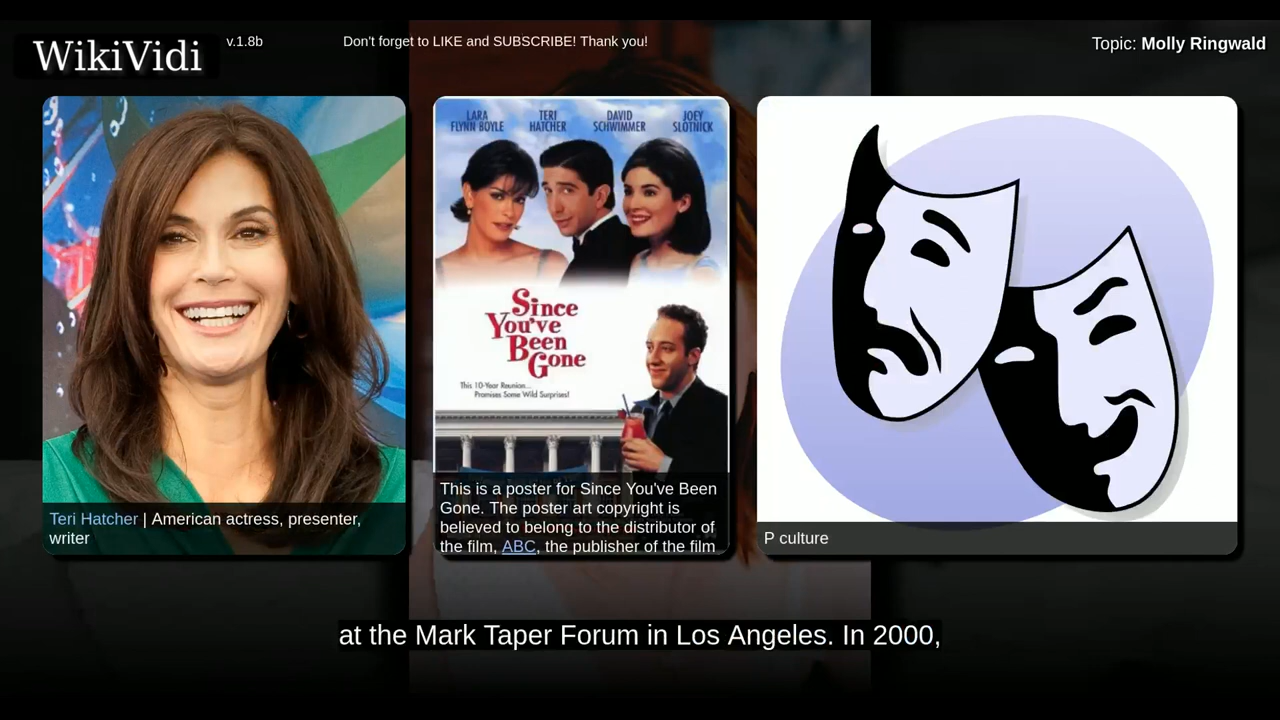 WikiVidi
v.1.8b
Don't forget to LIKE and SUBSCRIBE! Thank you!
Topic: Molly Ringwald
Teri Hatcher | American actress, presenter,
writer
LARA
FLYNN BOYLE
TERI
HATCHER
DAVID
SCHWIMMER
JOEY
SLOTNICK
Since
You've
Been
Gone
This 10-Year Reunion...
Promises Some Wild Surprises!
This is a poster for Since You've Been
Gone. The poster art copyright is
believed to belong to the distributor of
the film, ABC, the publisher of the film
P culture
at the Mark Taper Forum in Los Angeles. In 2000,